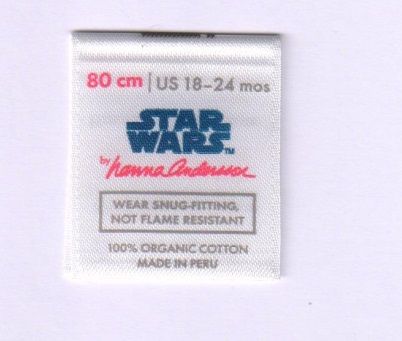 80 cm | US 18-24 mos
STAR
WARS™
by hanna Andersson
WEAR SNUG-FITTING,
NOT FLAME RESISTANT
100% ORGANIC COTTON
MADE IN PERU